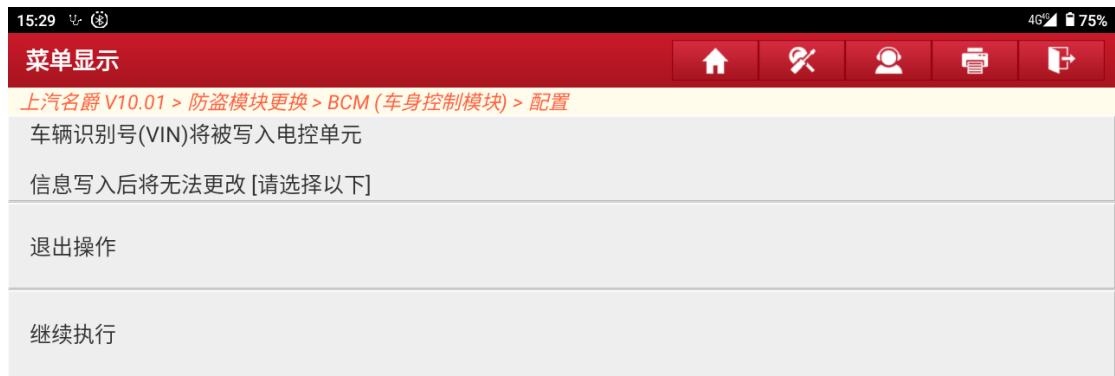 15:29 4G 4G 75%
菜单显示
上汽名爵 V10.01 > 防盗模块更换 > BCM (车身控制模块) > 配置
车辆识别号(VIN)将被写入电控单元
信息写入后将无法更改 [请选择以下]
退出操作
继续执行